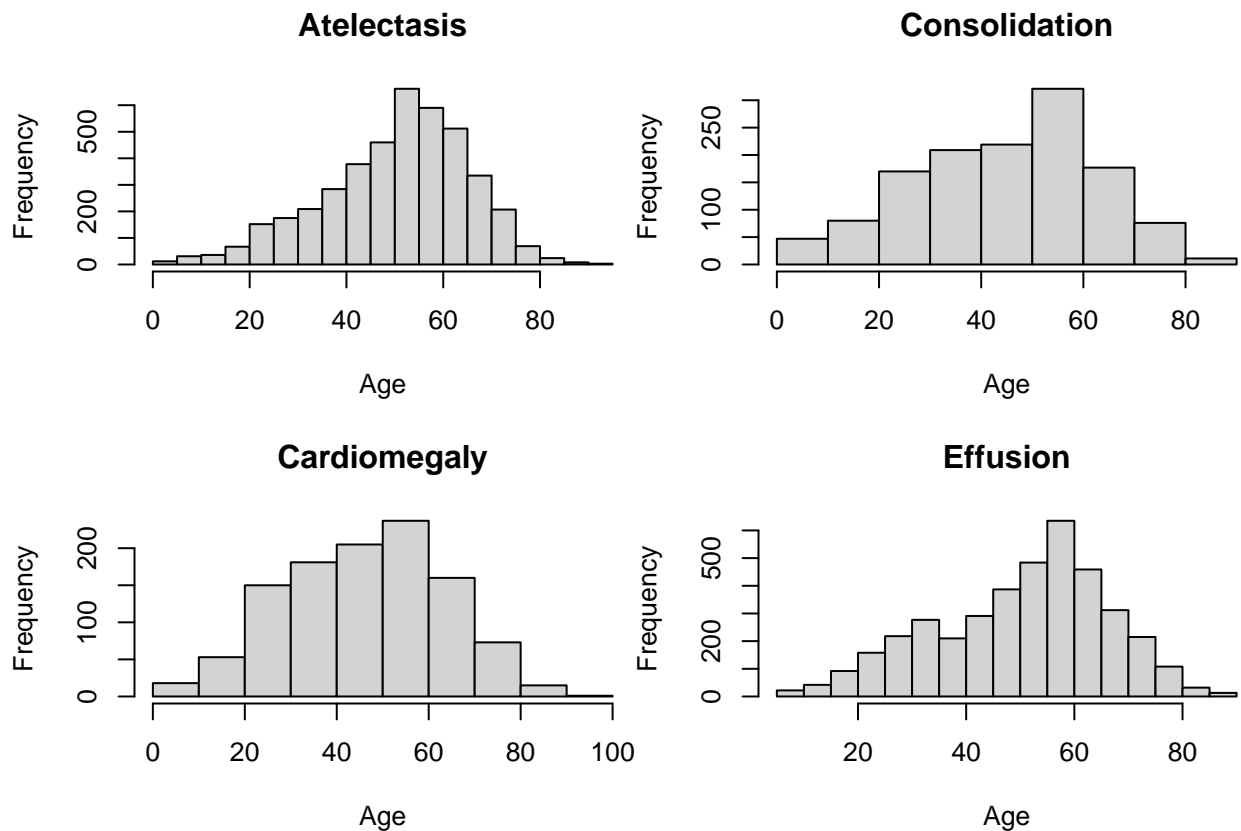 Atelectasis
Frequency
0 200 500
0 20 40 60 80
Age
Consolidation
Frequency
0 100 250
0 20 40 60 80
Age
Cardiomegaly
Frequency
0 100 200
0 20 40 60 80 100
Age
Effusion
Frequency
0 200 500
20 40 60 80
Age